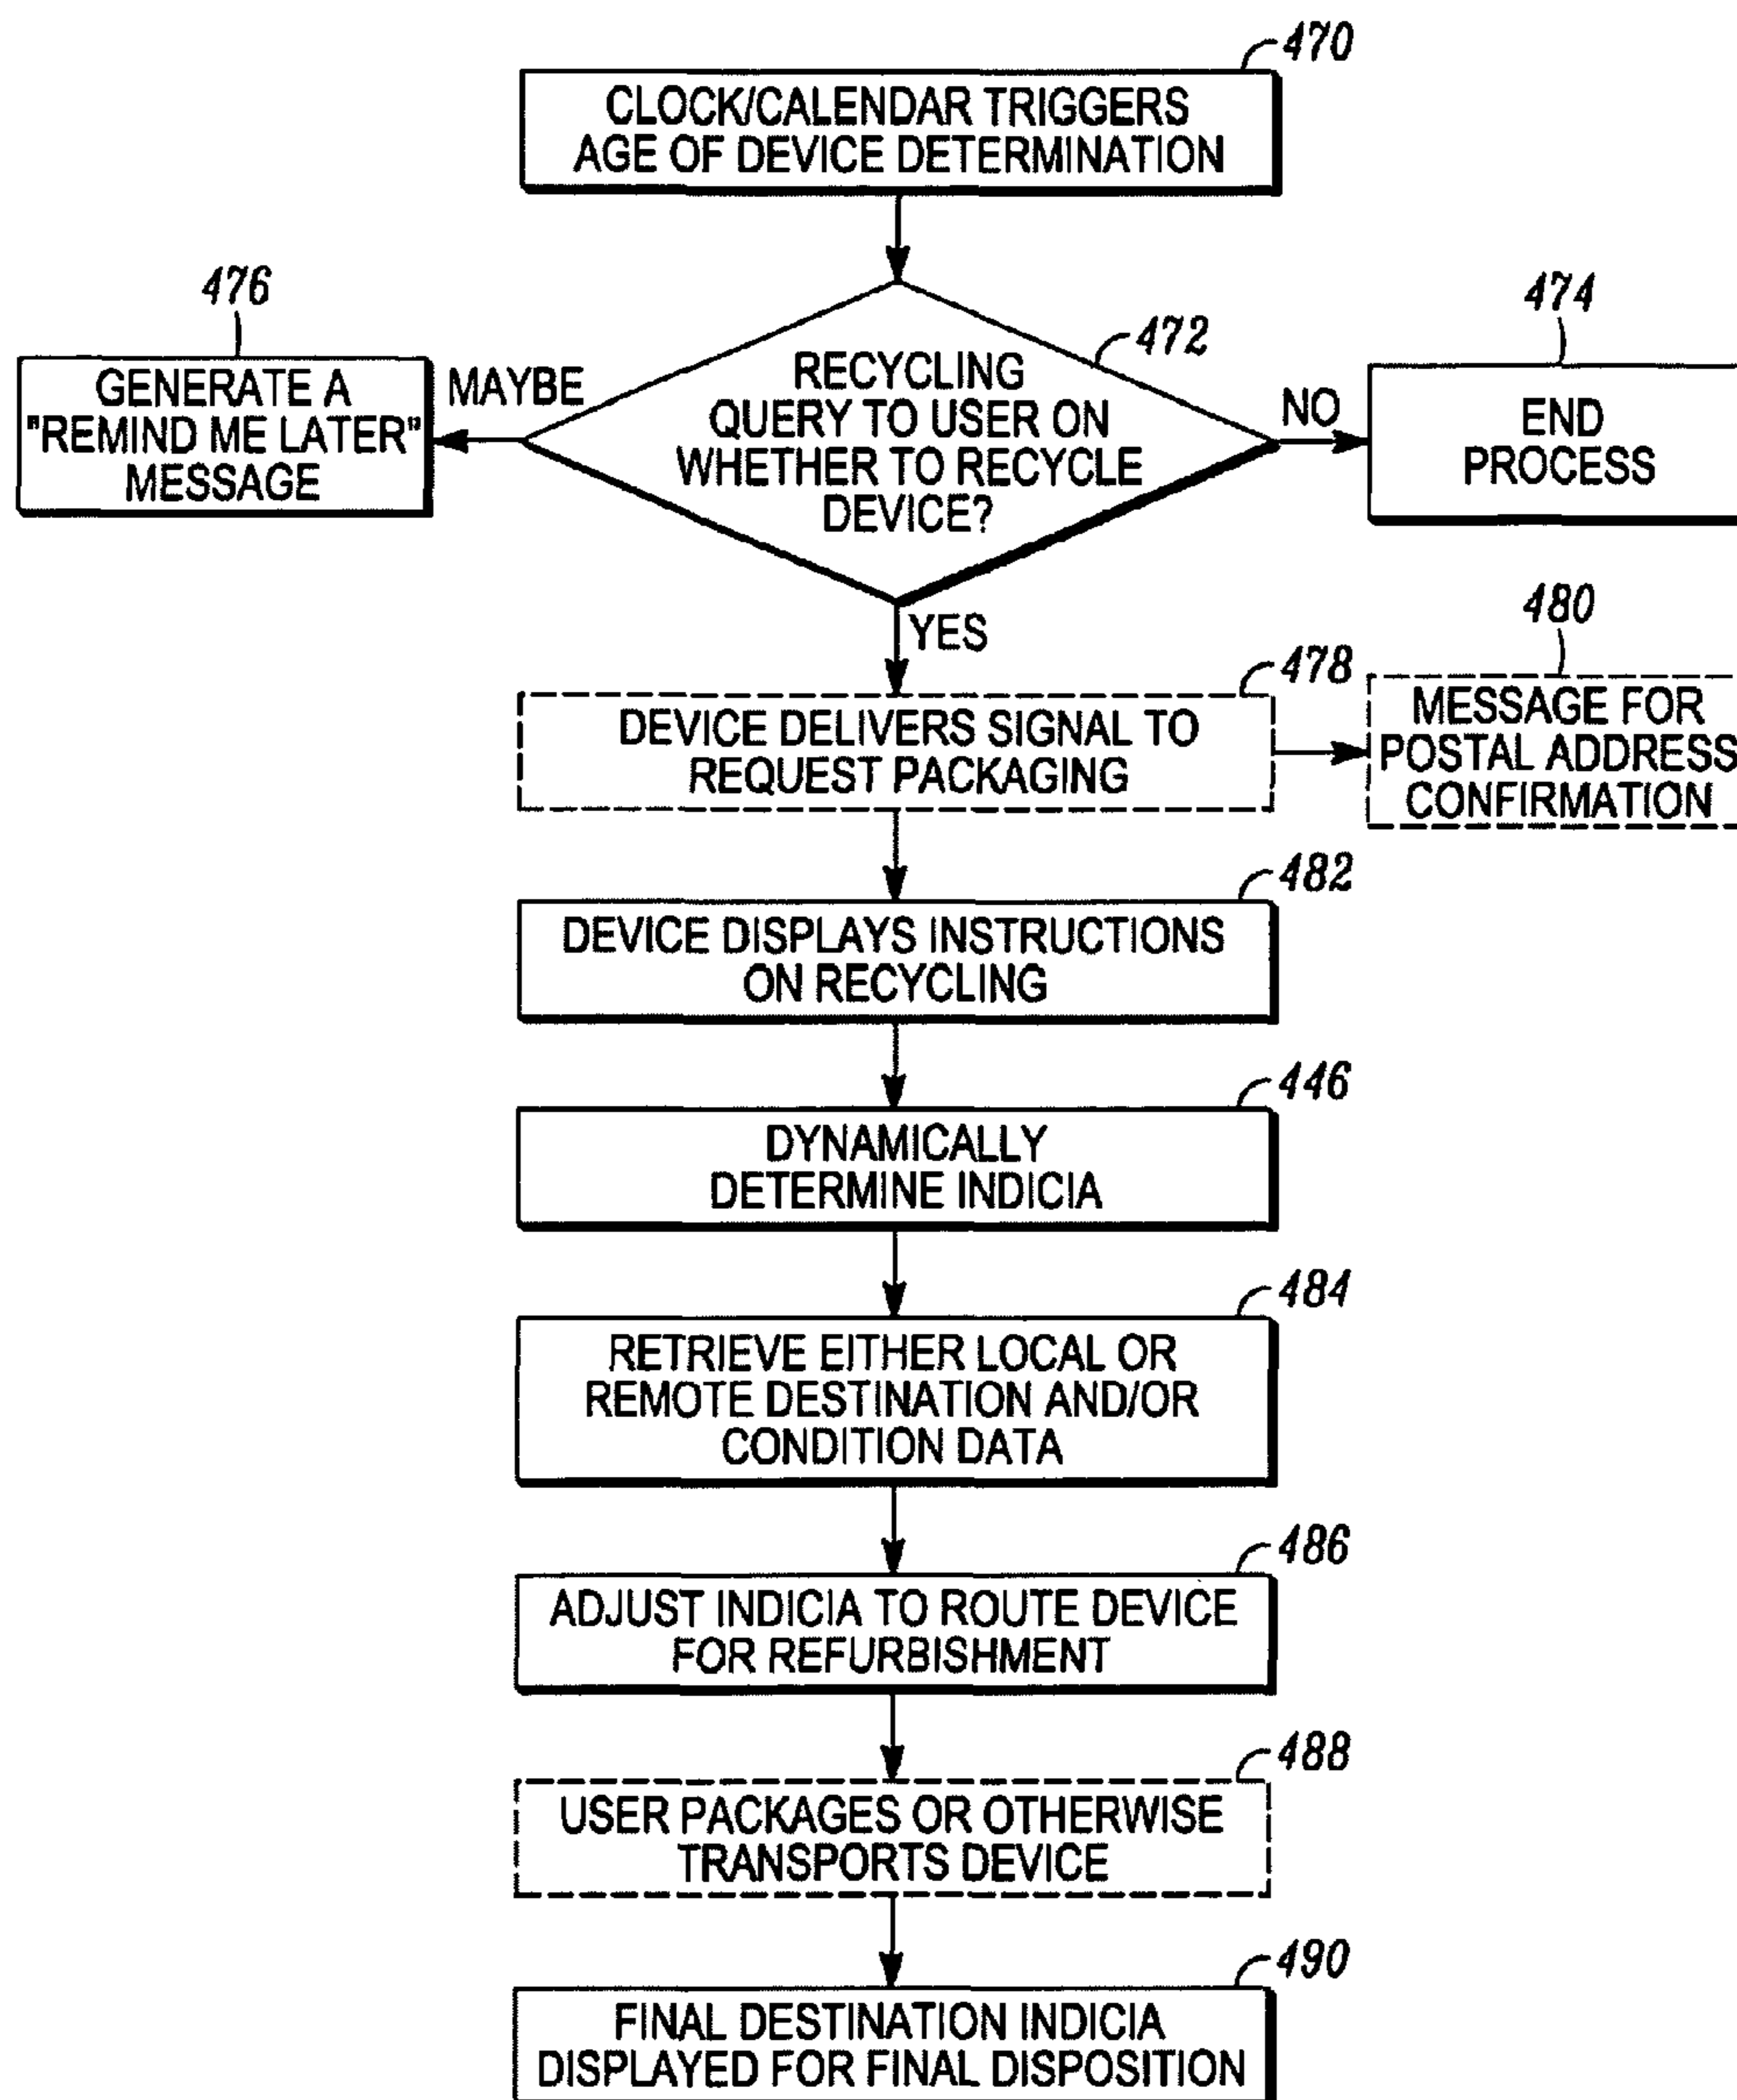 470
CLOCK/CALENDAR TRIGGERS
AGE OF DEVICE DETERMINATION
476
GENERATE A
"REMIND ME LATER"
MESSAGE
MAYBE
472
RECYCLING
QUERY TO USER ON
WHETHER TO RECYCLE
DEVICE?
NO
474
END
PROCESS
YES
478
DEVICE DELIVERS SIGNAL TO
REQUEST PACKAGING
480
MESSAGE FOR
POSTAL ADDRESS
CONFIRMATION
482
DEVICE DISPLAYS INSTRUCTIONS
ON RECYCLING
446
DYNAMICALLY
DETERMINE INDICIA
484
RETRIEVE EITHER LOCAL OR
REMOTE DESTINATION AND/OR
CONDITION DATA
486
ADJUST INDICIA TO ROUTE DEVICE
FOR REFURBISHMENT
488
USER PACKAGES OR OTHERWISE
TRANSPORTS DEVICE
490
FINAL DESTINATION INDICIA
DISPLAYED FOR FINAL DISPOSITION